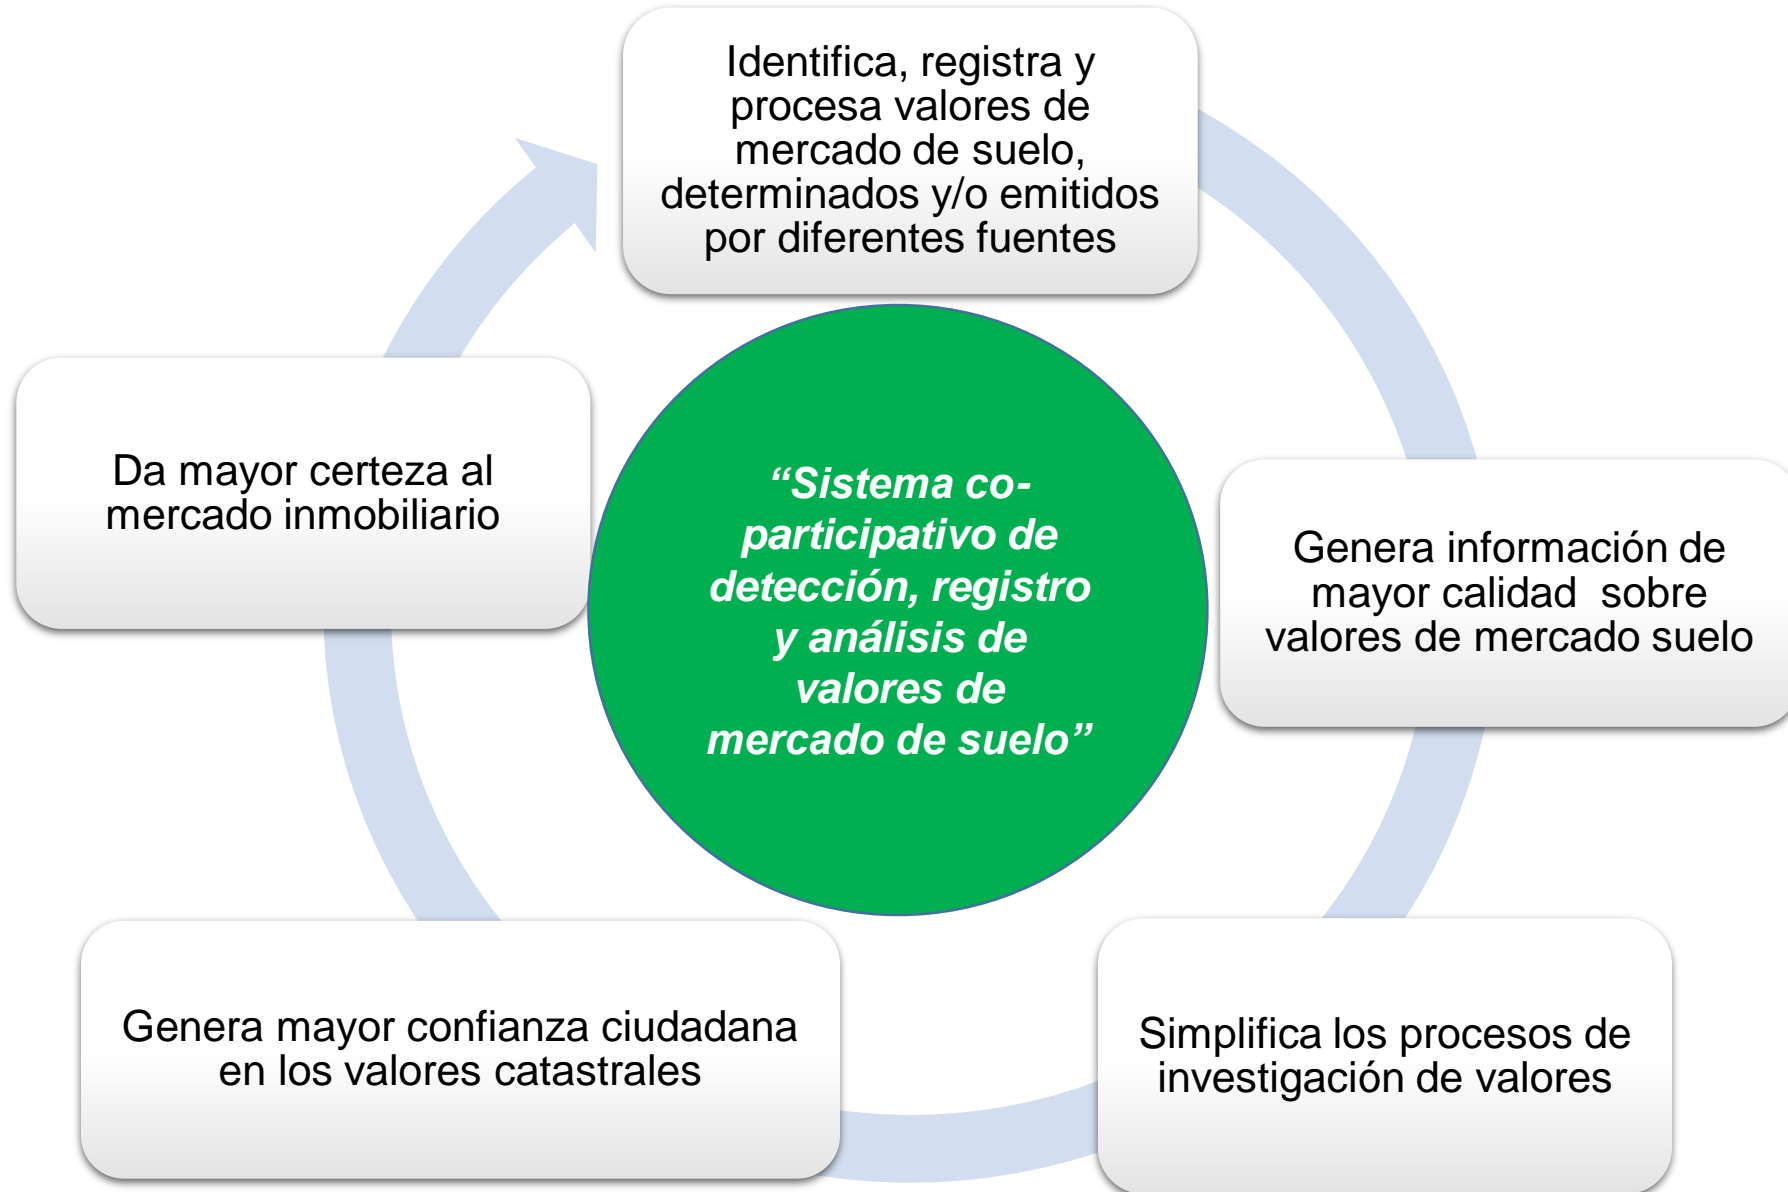 Identifica, registra y
procesa valores de
mercado de suelo,
determinados y/o emitidos
por diferentes fuentes
Genera información de
mayor calidad  sobre
valores de mercado suelo
Simplifica los procesos de
investigación de valores
Genera mayor confianza ciudadana
en los valores catastrales
Da mayor certeza al
mercado inmobiliario
“Sistema co-
participativo de
detección, registro
y análisis de
valores de
mercado de suelo”